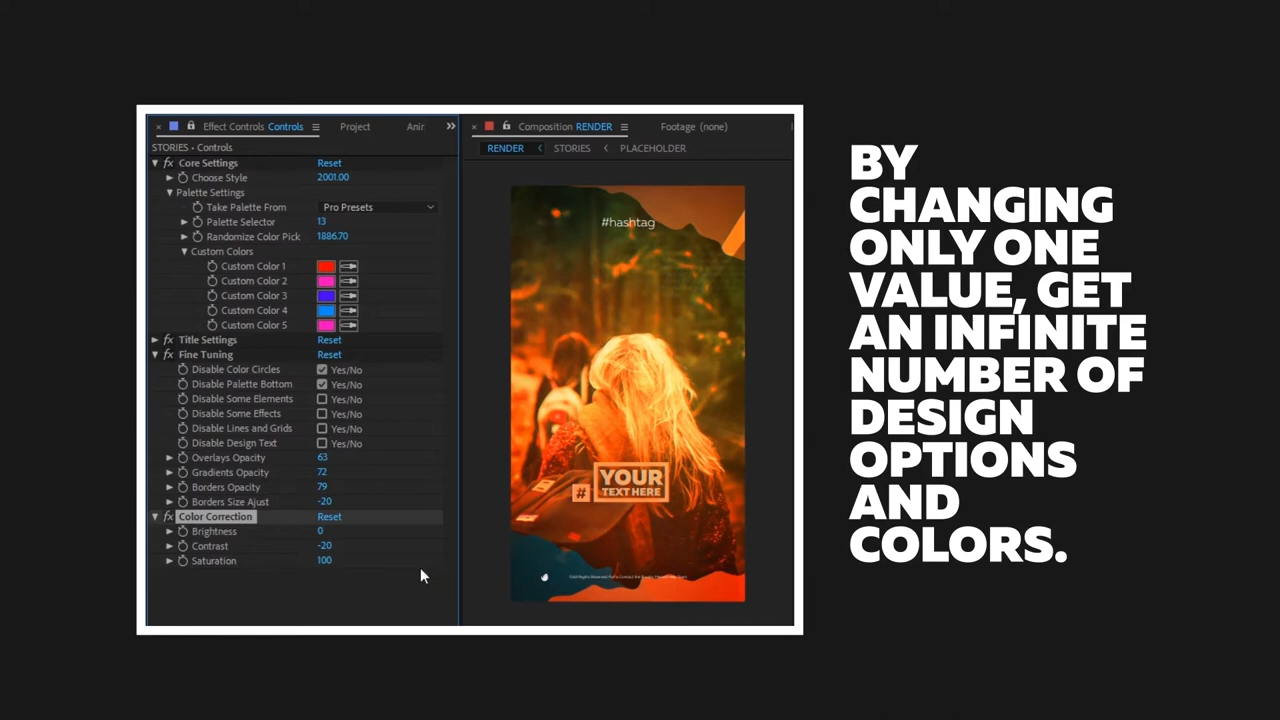 Effect Controls Controls
Project
Anir
STORIES • Controls
fx Core Settings Reset
Choose Style 2001.00
Palette Settings
Take Palette From Pro Presets
Palette Selector 13
Randomize Color Pick 1886.70
Custom Colors
Custom Color 1
Custom Color 2
Custom Color 3
Custom Color 4
Custom Color 5
fx Title Settings Reset
fx Fine Tuning Reset
Disable Color Circles Yes/No
Disable Palette Bottom Yes/No
Disable Some Elements Yes/No
Disable Some Effects Yes/No
Disable Lines and Grids Yes/No
Disable Design Text Yes/No
Overlays Opacity 63
Gradients Opacity 72
Borders Opacity 79
Borders Size Ajust -20
fx Color Correction Reset
Brightness 0
Contrast -20
Saturation 100
Composition RENDER
Footage (none)
RENDER
STORIES
PLACEHOLDER
#hashtag
YOUR
# TEXT HERE
BY
CHANGING
ONLY ONE
VALUE, GET
AN INFINITE
NUMBER OF
DESIGN
OPTIONS
AND
COLORS.